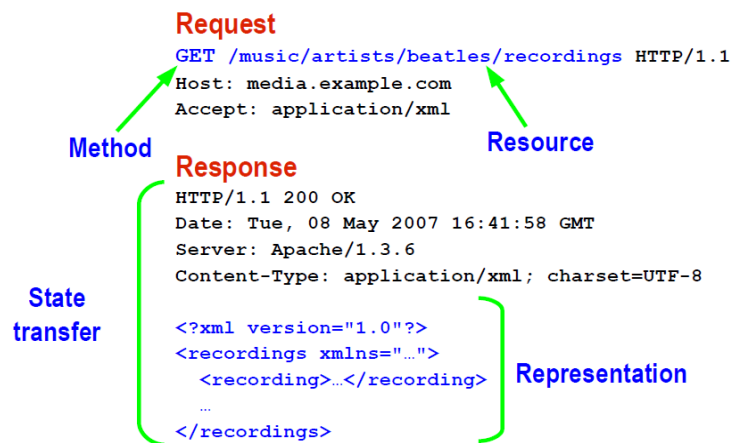 Request
GET /music/artists/beatles/recordings HTTP/1.1
Host: media.example.com
Accept: application/xml
Method
Resource
Response
HTTP/1.1 200 OK
Date: Tue, 08 May 2007 16:41:58 GMT
Server: Apache/1.3.6
Content-Type: application/xml; charset=UTF-8
State
transfer
<?xml version="1.0"?>
<recordings xmlns="…">
<recording>…</recording>
…
</recordings>
Representation